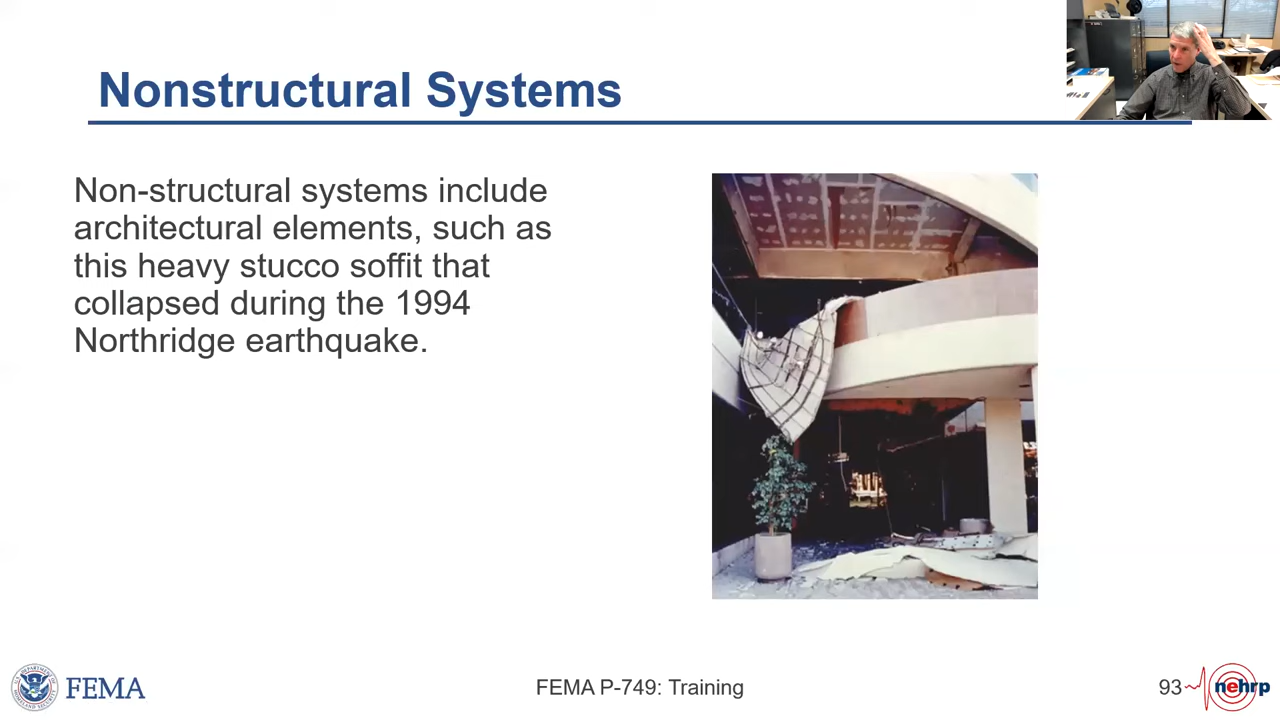 Nonstructural Systems
Non-structural systems include
architectural elements, such as
this heavy stucco soffit that
collapsed during the 1994
Northridge earthquake.
FEMA
FEMA P-749: Training
93
nehrp